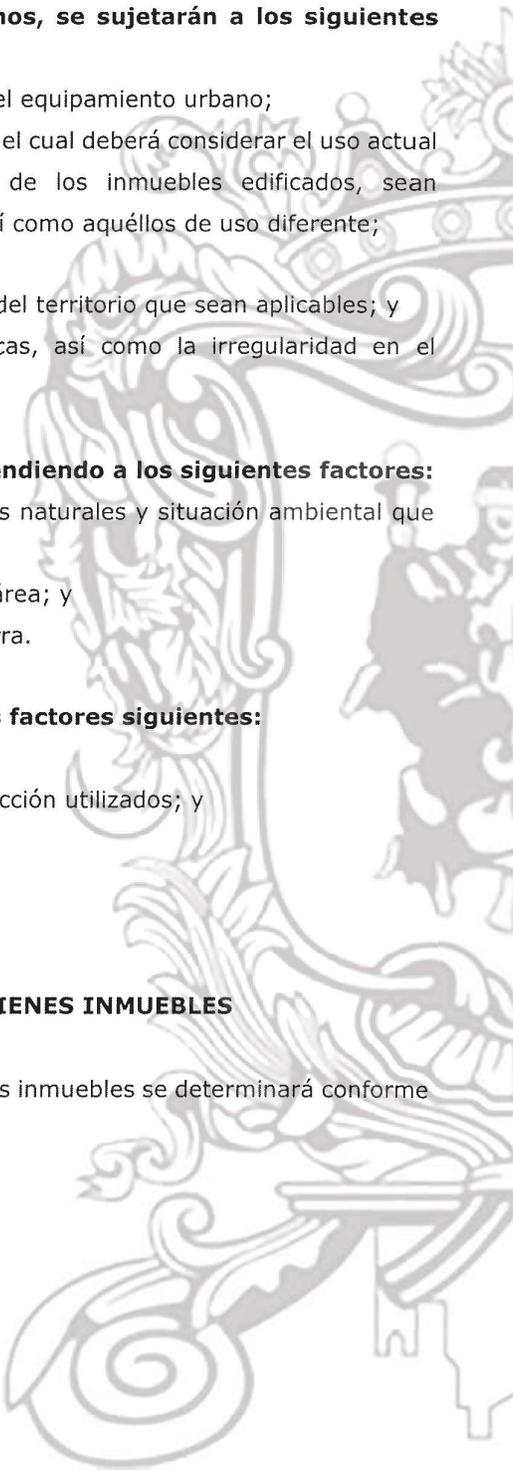 nos, se sujetarán a los siguientes
el equipamiento urbano;
el cual deberá considerar el uso actual
de los inmuebles edificados, sean
í como aquéllos de uso diferente;
del territorio que sean aplicables; y
cas, así como la irregularidad en el
endiendo a los siguientes factores:
s naturales y situación ambiental que
área; y
ra.
s factores siguientes:
cción utilizados; y
IENES INMUEBLES
s inmuebles se determinará conforme